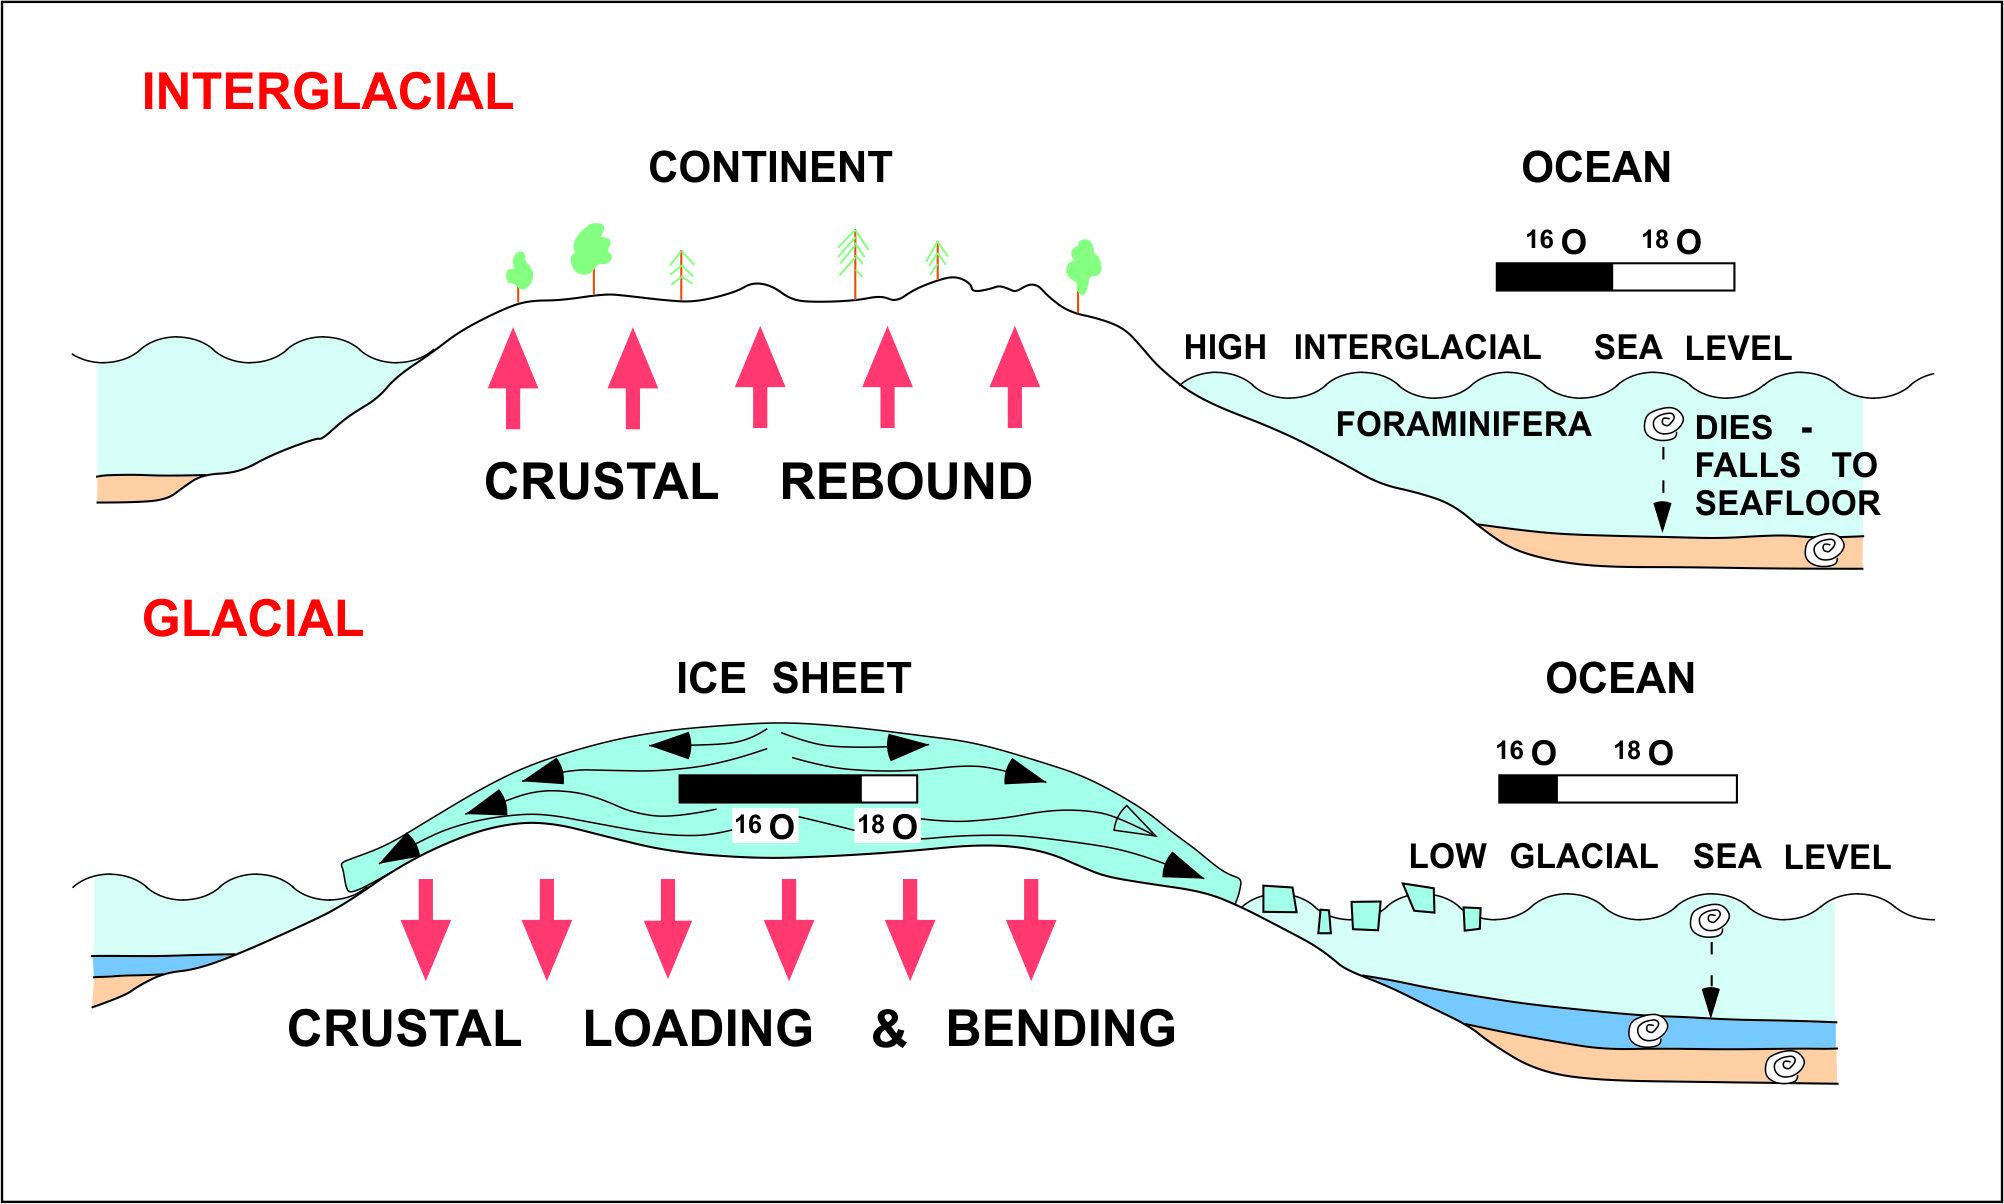 INTERGLACIAL
CONTINENT
OCEAN
16 O 18 O
HIGH INTERGLACIAL SEA LEVEL
FORAMINIFERA
DIES -
FALLS TO
SEAFLOOR
CRUSTAL REBOUND
GLACIAL
ICE SHEET
OCEAN
16 O 18 O
16 O 18 O
LOW GLACIAL SEA LEVEL
CRUSTAL LOADING & BENDING